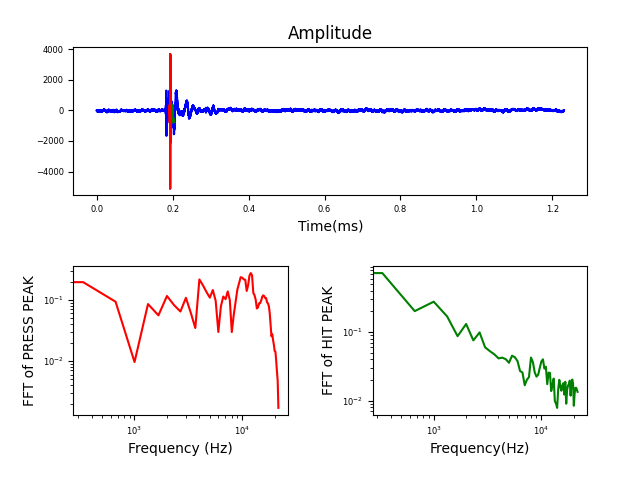 Amplitude
4000
2000
0
−2000
−4000
0.0 0.2 0.4 0.6 0.8 1.0 1.2
Time(ms)
FFT of PRESS PEAK
10⁻¹
10⁻²
10³ 10⁴
Frequency (Hz)
FFT of HIT PEAK
10⁻¹
10⁻²
10³ 10⁴
Frequency(Hz)